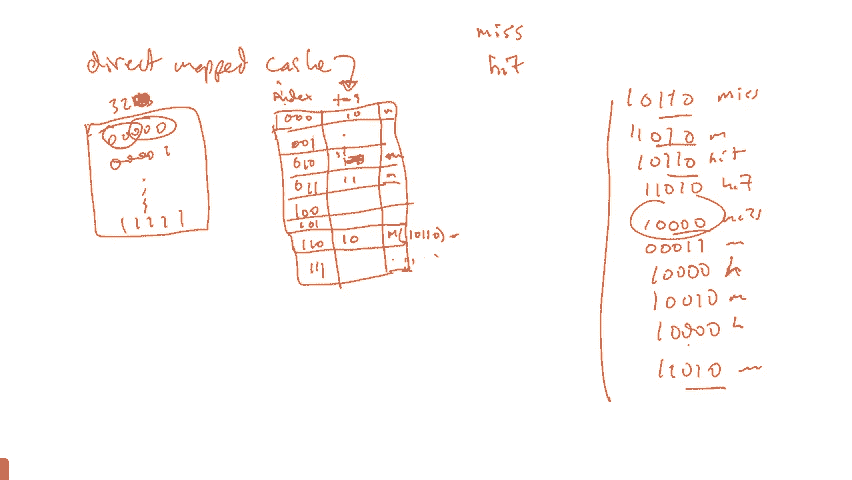 miss
hit
direct mapped cashe
32
00000
00001
11111
index tag
000 10 M
001
010 11 M
011 11 M
100
101
110 10 M(10110)
111
10110 miss
11010 m
10110 hit
11010 hit
10000 miss
00011 m
10000 h
10010 m
10000 h
11010 m